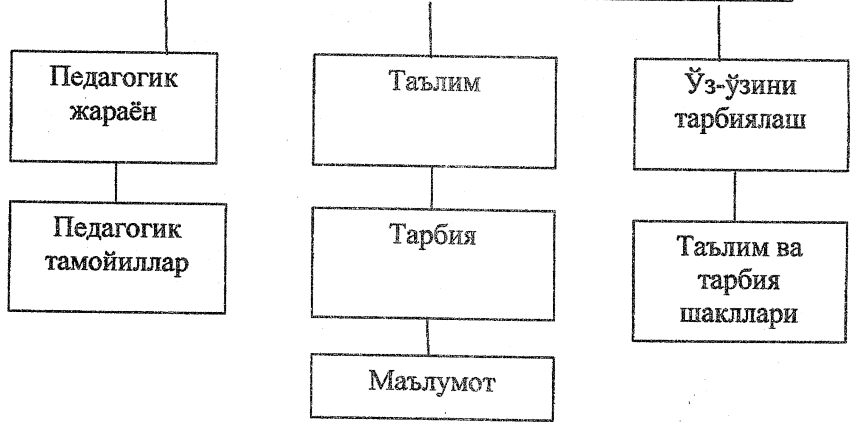 Педагогик
жараён
Таълим
Ўз-ўзини
тарбиялаш
Педагогик
тамойиллар
Тарбия
Таълим ва
тарбия
шакллари
Маълумот